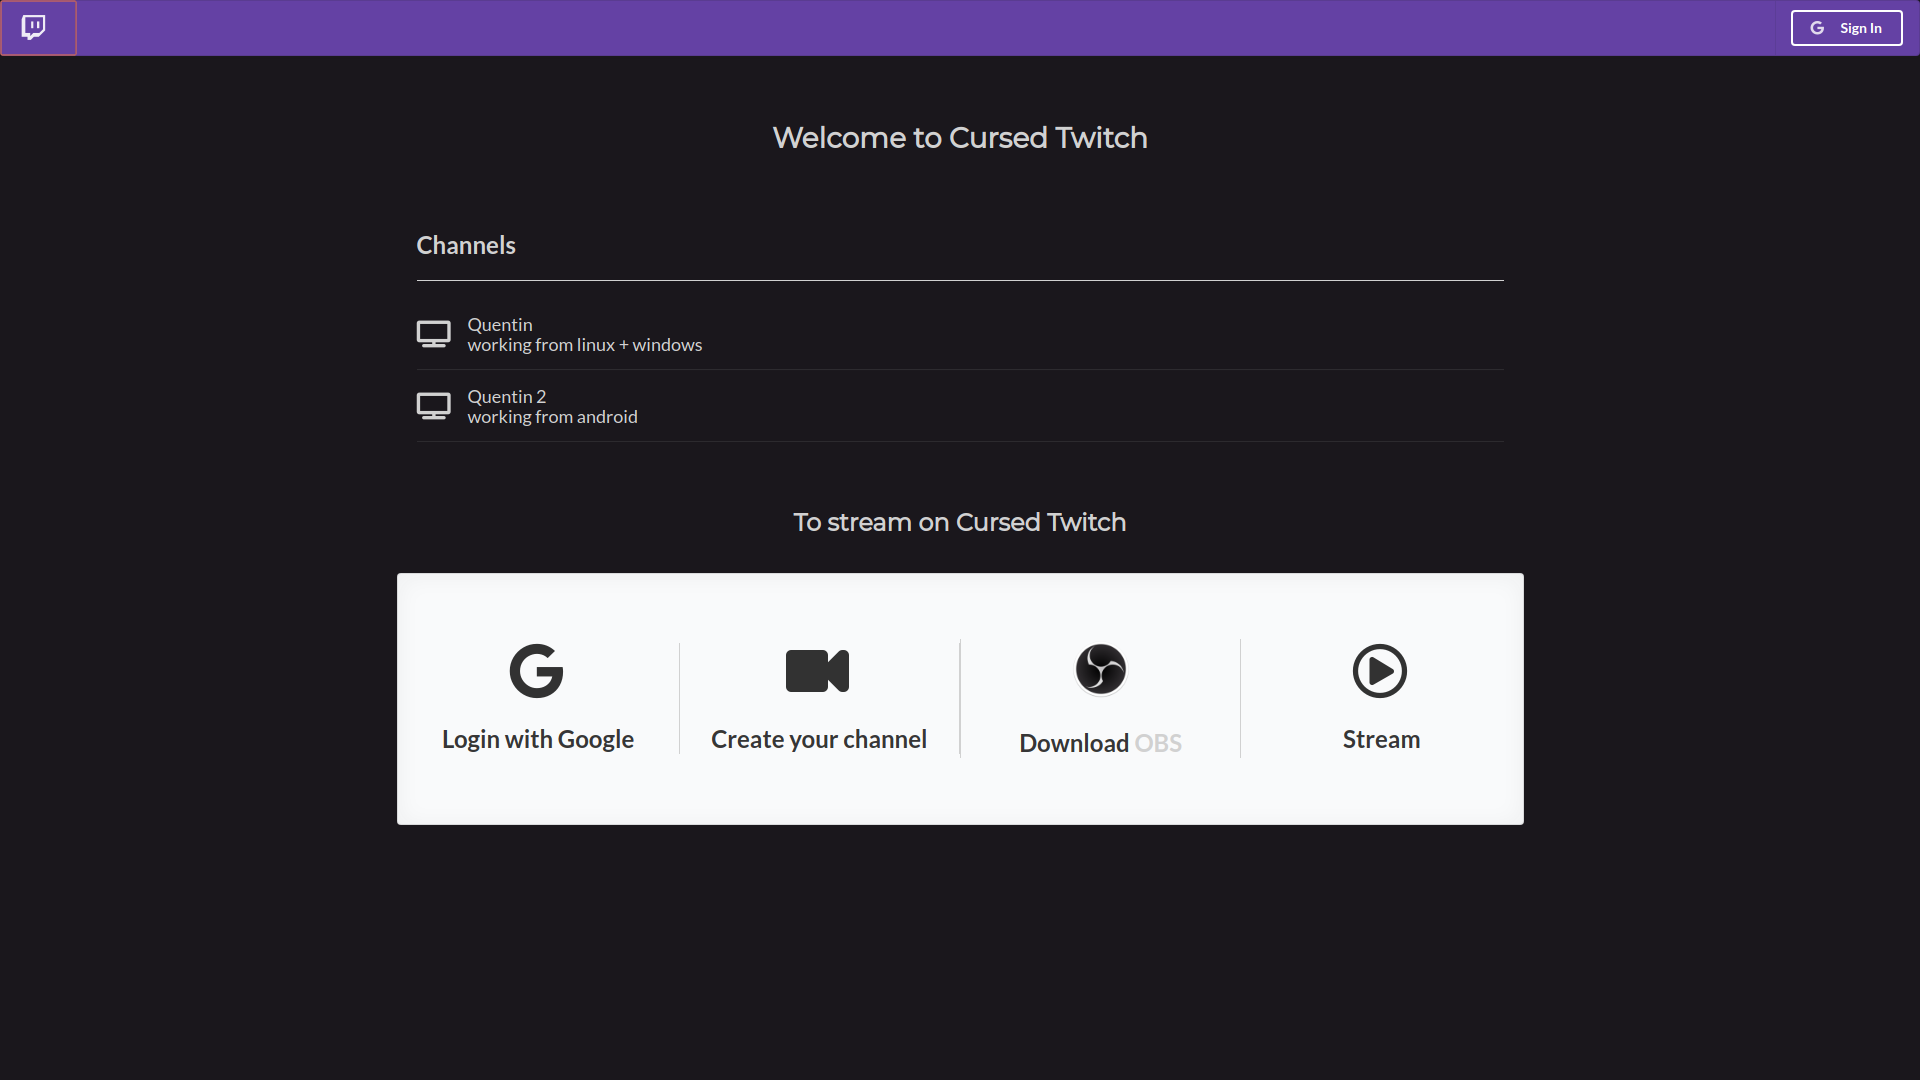 Sign In
Welcome to Cursed Twitch
Channels
Quentin
working from linux + windows
Quentin 2
working from android
To stream on Cursed Twitch
Login with Google
Create your channel
Download OBS
Stream